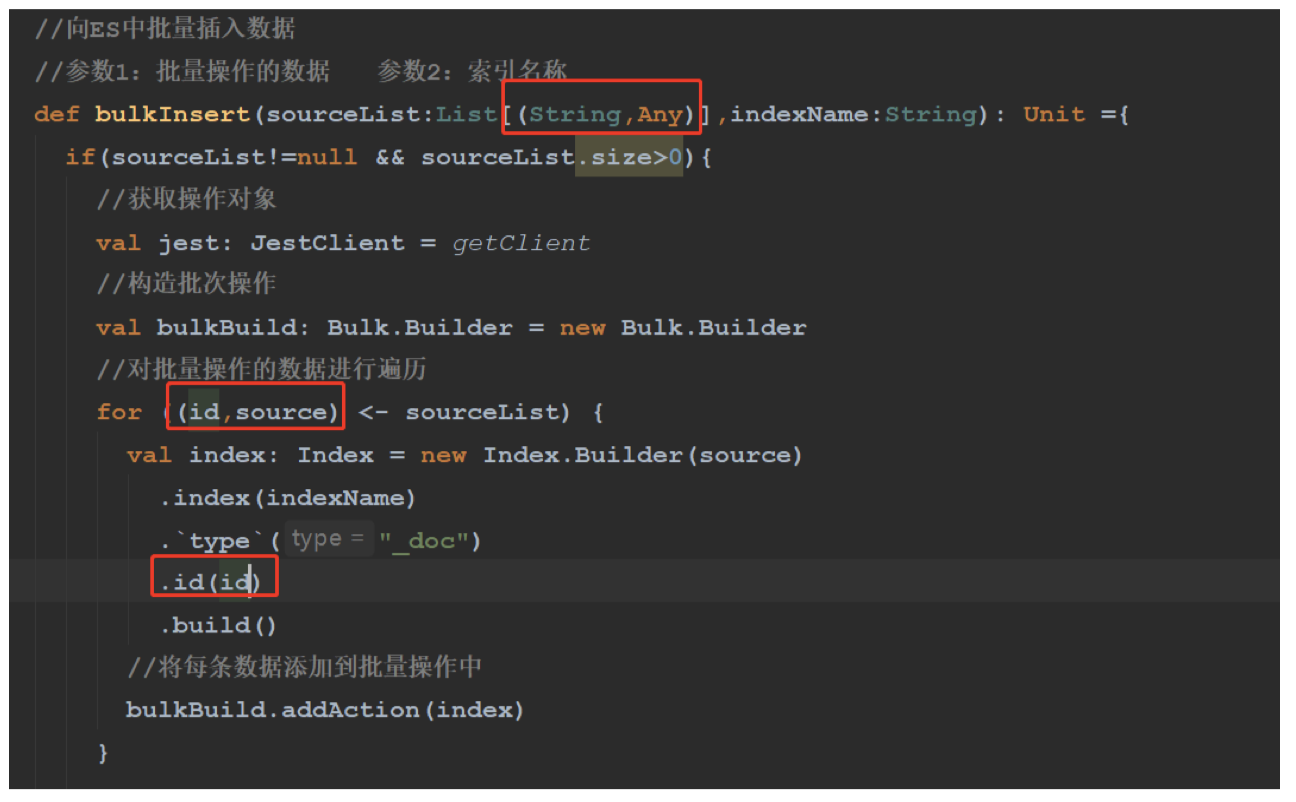 //向ES中批量插入数据
//参数1：批量操作的数据   参数2：索引名称
def bulkInsert(sourceList:List[(String,Any)],indexName:String): Unit ={
if(sourceList!=null && sourceList.size>0){
//获取操作对象
val jest: JestClient = getClient
//构造批次操作
val bulkBuild: Bulk.Builder = new Bulk.Builder
//对批量操作的数据进行遍历
for ((id,source) <- sourceList) {
val index: Index = new Index.Builder(source)
.index(indexName)
.`type`( type = "_doc")
.id(id)
.build()
//将每条数据添加到批量操作中
bulkBuild.addAction(index)
}